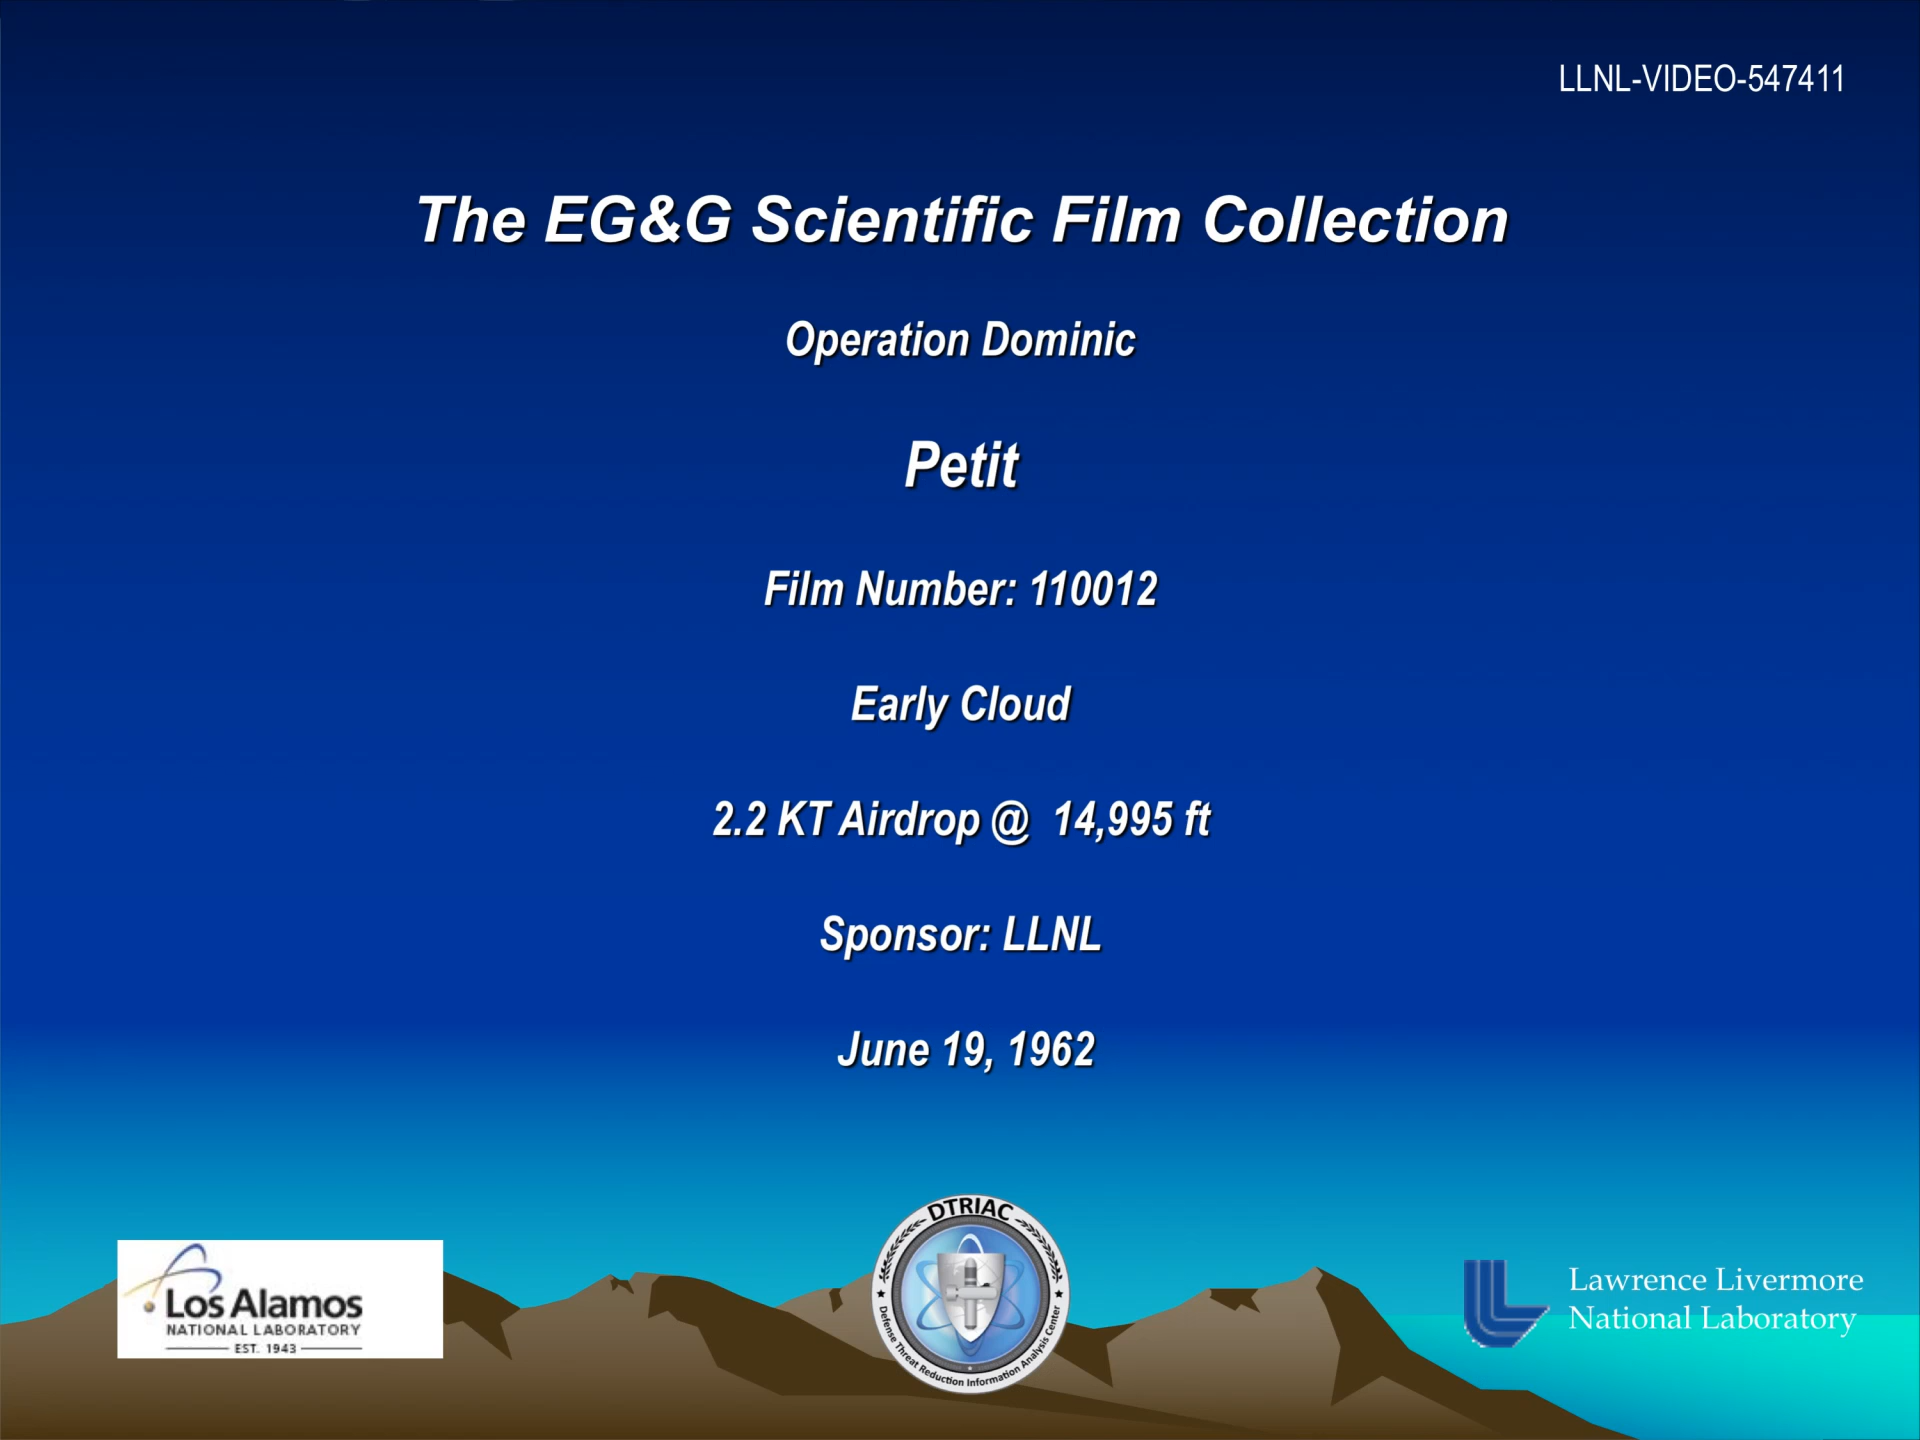 LLNL-VIDEO-547411
The EG&G Scientific Film Collection
Operation Dominic
Petit
Film Number: 110012
Early Cloud
2.2 KT Airdrop @ 14,995 ft
Sponsor: LLNL
June 19, 1962
Los Alamos
NATIONAL LABORATORY
EST. 1943
DTRIAC
Defense Threat Reduction Information Analysis Center
Lawrence Livermore
National Laboratory